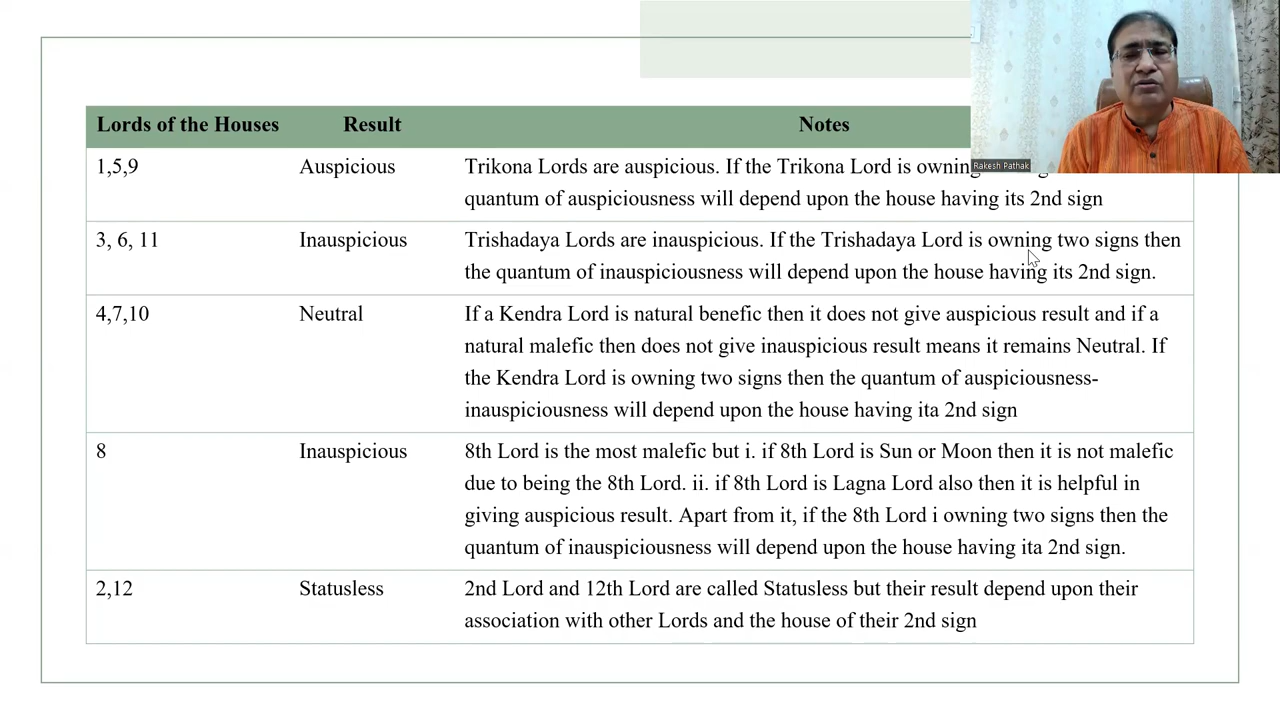 Lords of the Houses Result Notes
1,5,9 Auspicious Trikona Lords are auspicious. If the Trikona Lord is owning
quantum of auspiciousness will depend upon the house having its 2nd sign
3, 6, 11 Inauspicious Trishadaya Lords are inauspicious. If the Trishadaya Lord is owning two signs then
the quantum of inauspiciousness will depend upon the house having its 2nd sign.
4,7,10 Neutral If a Kendra Lord is natural benefic then it does not give auspicious result and if a
natural malefic then does not give inauspicious result means it remains Neutral. If
the Kendra Lord is owning two signs then the quantum of auspiciousness-
inauspiciousness will depend upon the house having ita 2nd sign
8 Inauspicious 8th Lord is the most malefic but i. if 8th Lord is Sun or Moon then it is not malefic
due to being the 8th Lord. ii. if 8th Lord is Lagna Lord also then it is helpful in
giving auspicious result. Apart from it, if the 8th Lord i owning two signs then the
quantum of inauspiciousness will depend upon the house having ita 2nd sign.
2,12 Statusless 2nd Lord and 12th Lord are called Statusless but their result depend upon their
association with other Lords and the house of their 2nd sign
Rakesh Pathak